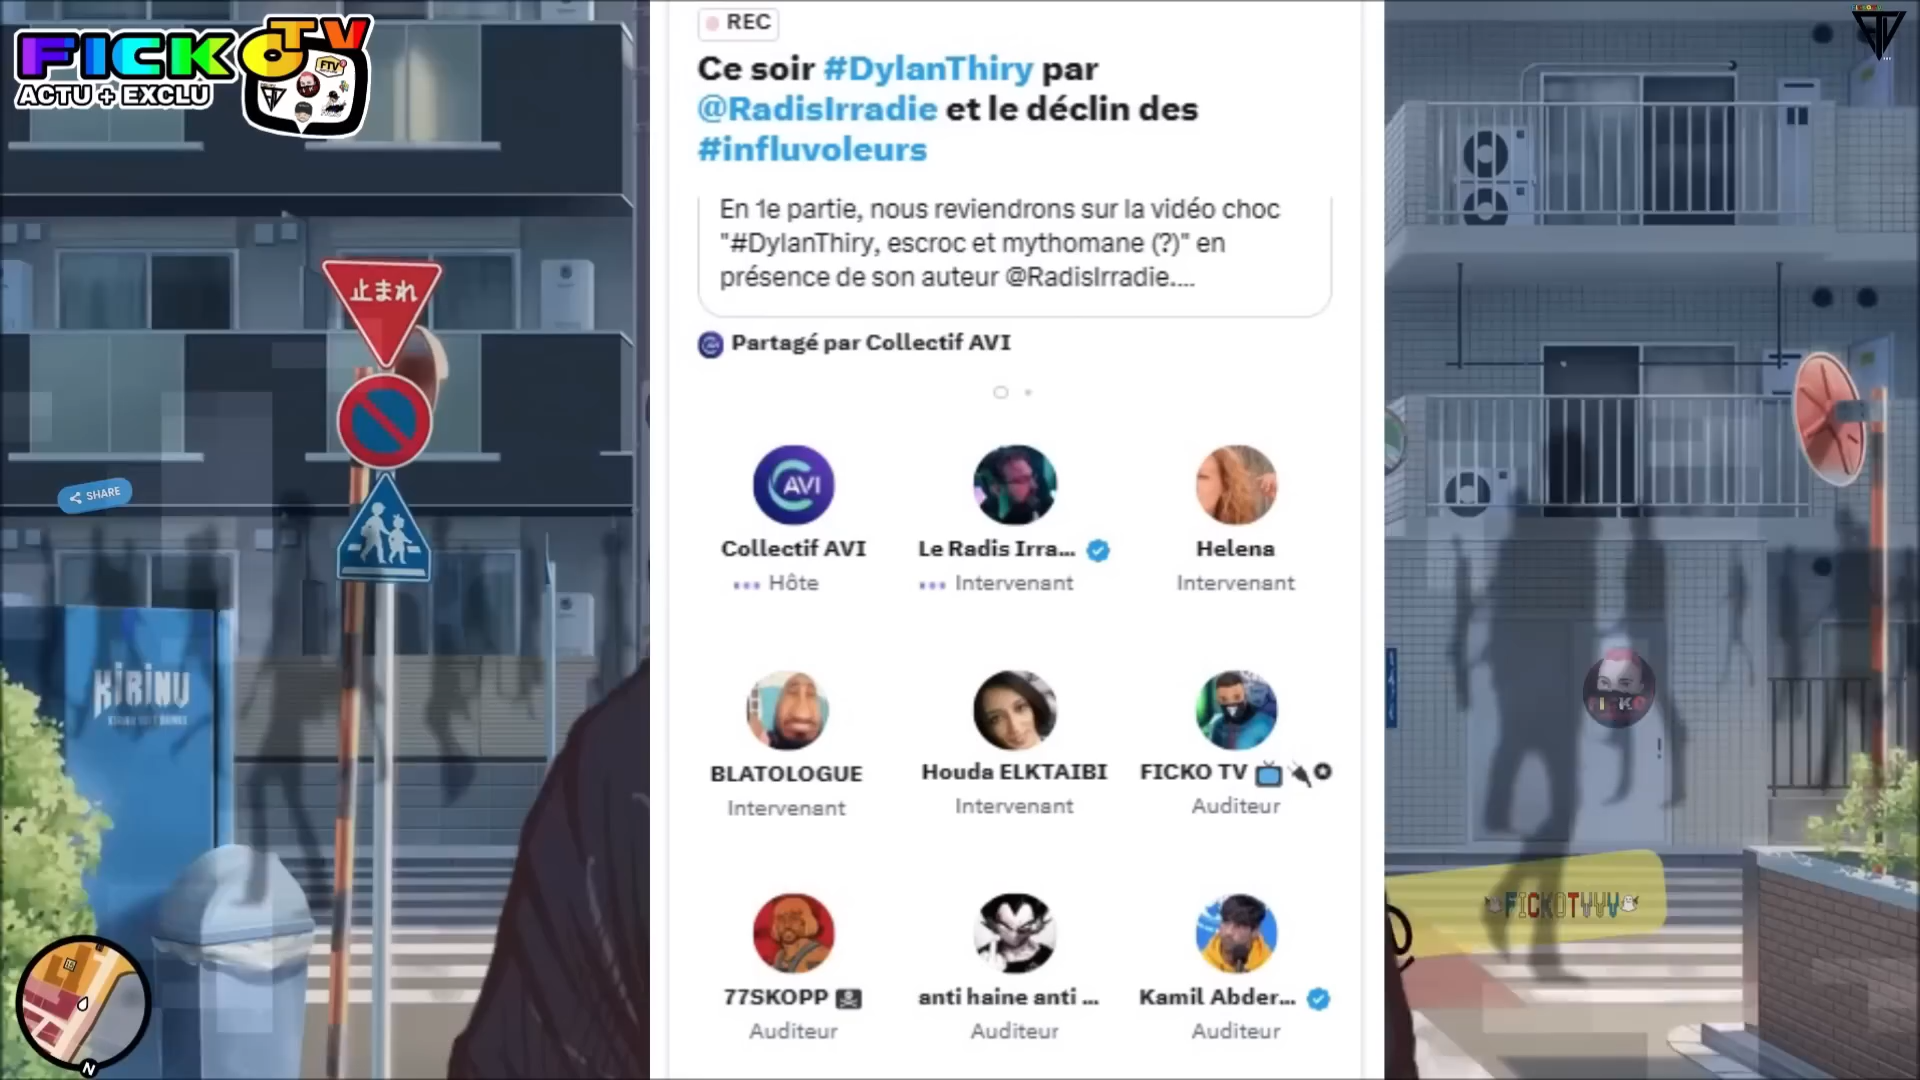 FICKO TV
ACTU + EXCLU
FTV
REC
Ce soir #DylanThiry par
@RadisIrradie et le déclin des
#influvoleurs
En 1e partie, nous reviendrons sur la vidéo choc
"#DylanThiry, escroc et mythomane (?)" en
présence de son auteur @RadisIrradie....
Partagé par Collectif AVI
止まれ
SHARE
AVI
Collectif AVI
Hôte
Le Radis Irra...
Intervenant
Helena
Intervenant
BLATOLOGUE
Intervenant
Houda ELKTAIBI
Intervenant
FICKO TV
Auditeur
77SKOPP
Auditeur
anti haine anti ...
Auditeur
Kamil Abder...
Auditeur
KIRINU
FICKO
FICKOTVVV
N